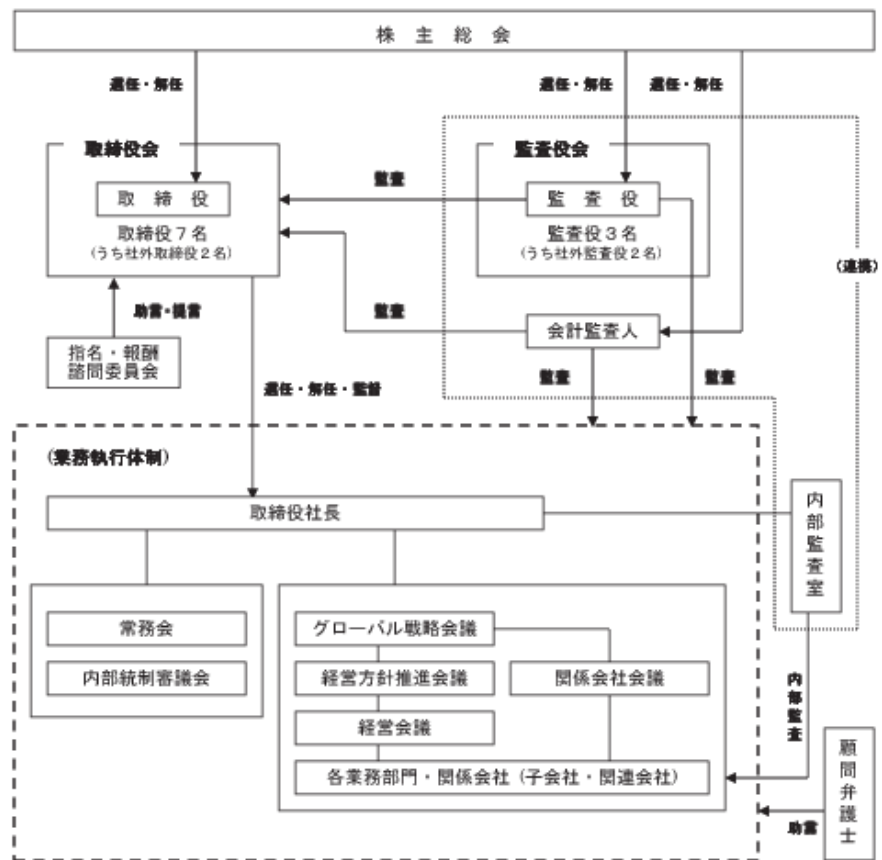 株 主 総 会
選任・解任
選任・解任
選任・解任
取締役会
監査役会
取 締 役
監査
監 査 役
取締役7名
(うち社外取締役2名)
監査役3名
(うち社外監査役2名)
(連携)
助言・提言
監査
会計監査人
指名・報酬
諮問委員会
選任・解任・監督
監査
監査
(業務執行体制)
取締役社長
内部監査室
常務会
グローバル戦略会議
内部統制審議会
経営方針推進会議
関係会社会議
内部監査
経営会議
顧問弁護士
各業務部門・関係会社 (子会社・関連会社)
助言